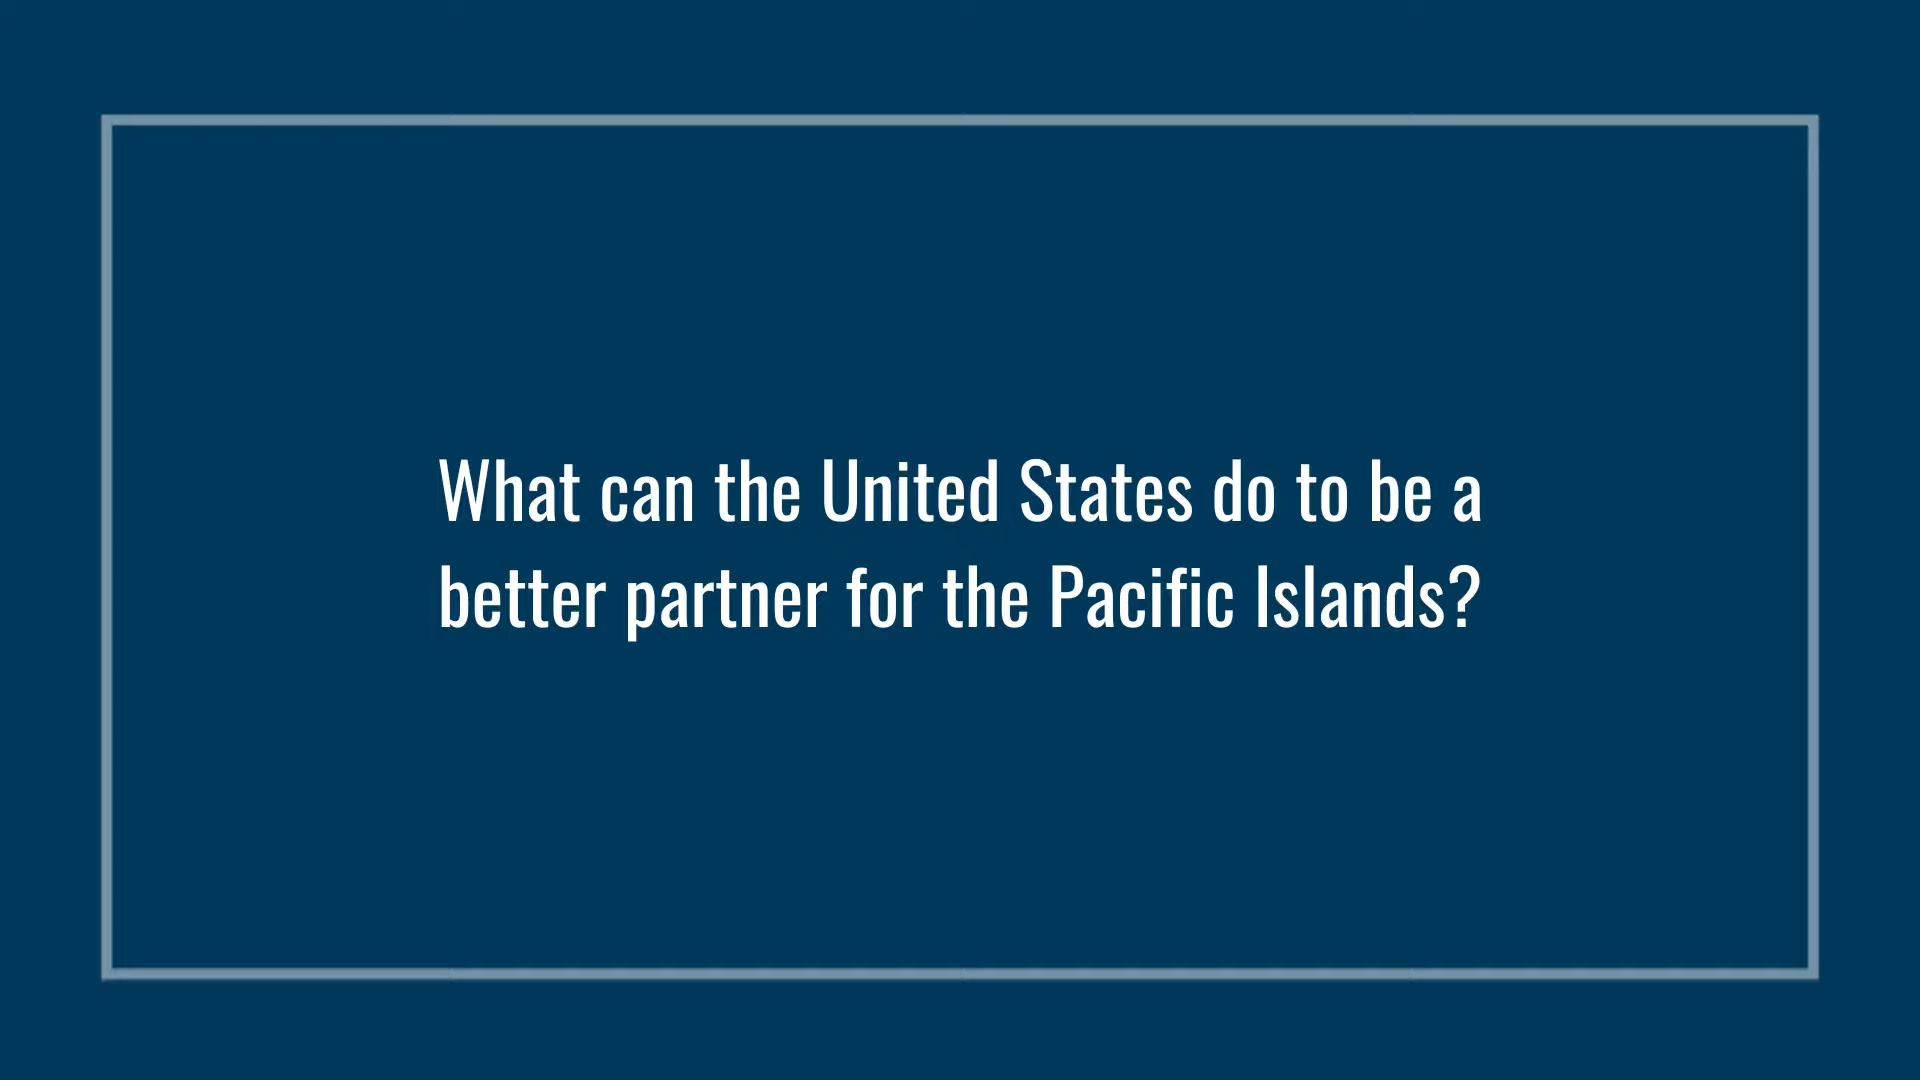 What can the United States do to be a
better partner for the Pacific Islands?